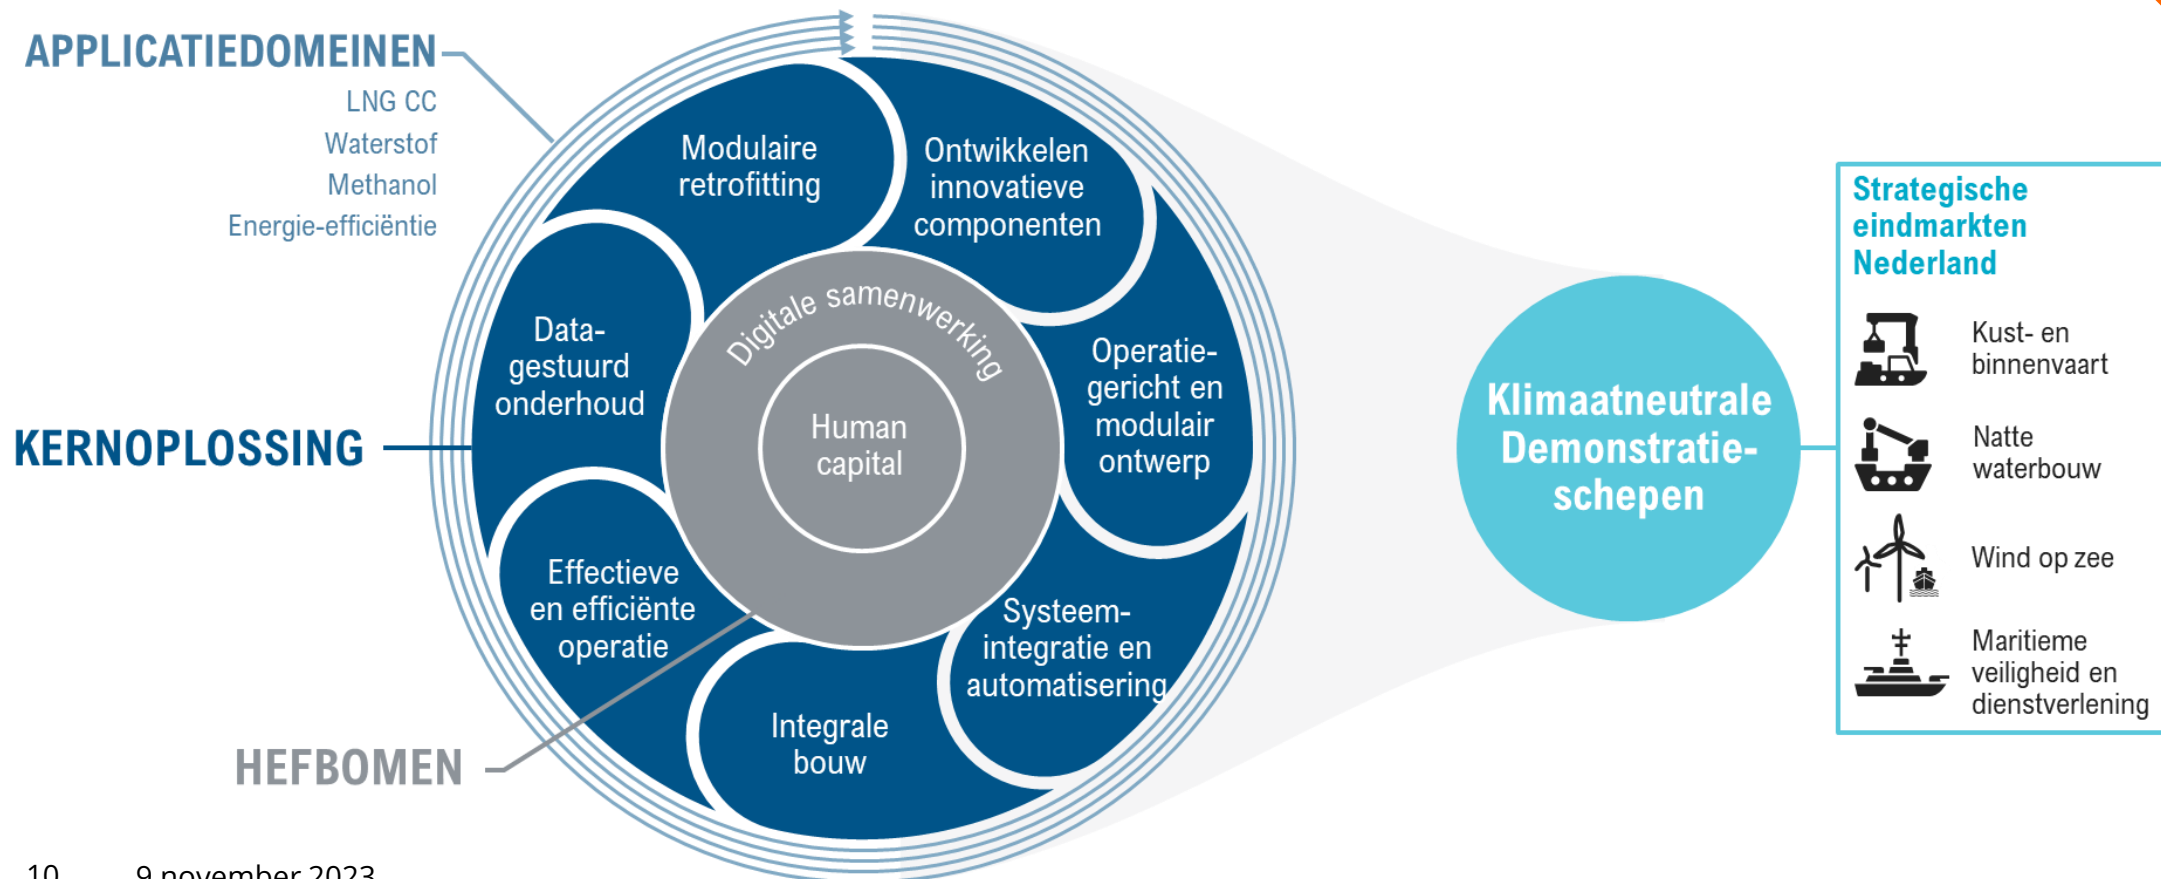 APPLICATIEDOMEINEN
LNG CC
Waterstof
Methanol
Energie-efficiëntie
KERNOPLOSSING
HEFBOMEN
Modulaire
retrofitting
Ontwikkelen
innovatieve
componenten
Operatie-
gericht en
modulair
ontwerp
Systeem-
integratie en
automatisering
Integrale
bouw
Effectieve
en efficiënte
operatie
Data-
gestuurd
onderhoud
Digitale samenwerking
Human
capital
Klimaatneutrale
Demonstratie-
schepen
Strategische
eindmarkten
Nederland
Kust- en
binnenvaart
Natte
waterbouw
Wind op zee
Maritieme
veiligheid en
dienstverlening
10 9 november 2023